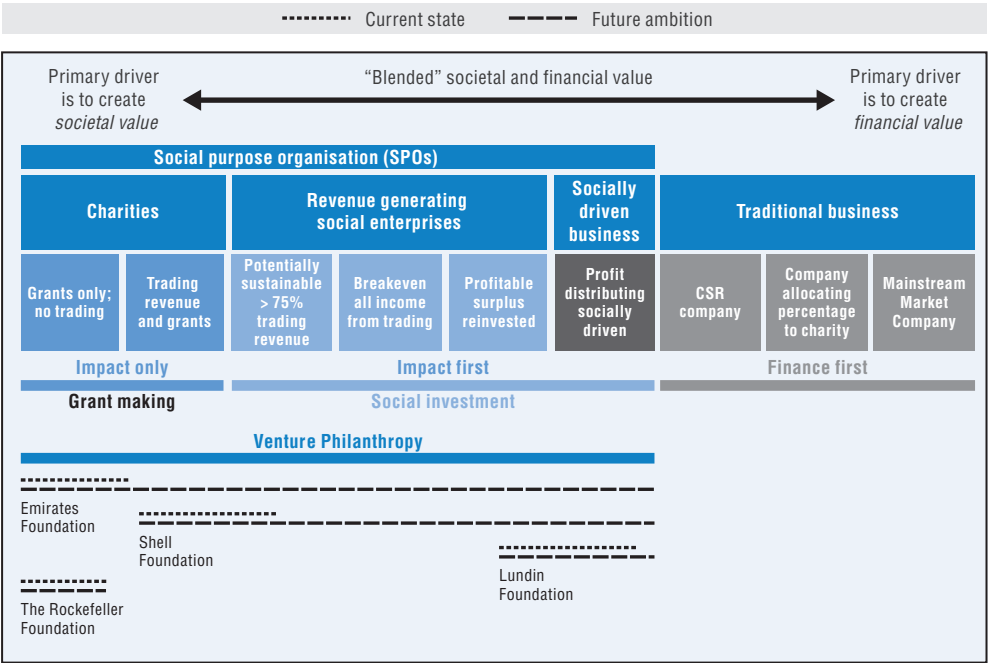 Current state
Future ambition
Primary driver
is to create
societal value
“Blended” societal and financial value
Primary driver
is to create
financial value
Social purpose organisation (SPOs)
Charities
Revenue generating
social enterprises
Socially
driven
business
Traditional business
Grants only;
no trading
Trading
revenue
and grants
Potentially
sustainable
> 75%
trading
revenue
Breakeven
all income
from trading
Profitable
surplus
reinvested
Profit
distributing
socially
driven
CSR
company
Company
allocating
percentage
to charity
Mainstream
Market
Company
Impact only
Impact first
Finance first
Grant making
Social investment
Venture Philanthropy
Emirates
Foundation
Shell
Foundation
Lundin
Foundation
The Rockefeller
Foundation